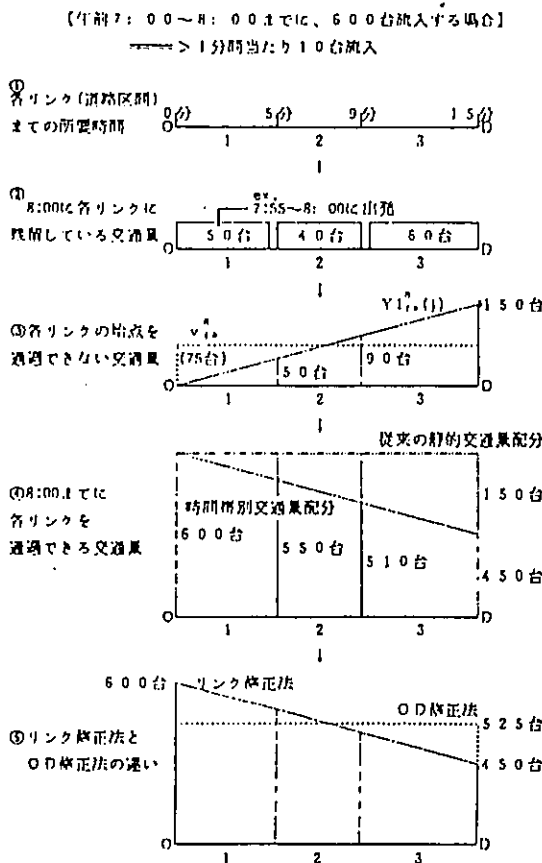 【午前7：00～8：00までに、600台流入する場合】
＞1分間当たり10台流入
①
各リンク(道路区間)
までの所要時間
0分 5分 9分 15分
O D
1 2 3
②
8:00に各リンクに
残留している交通量
ex.
7:55～8:00に出発
50台 40台 60台
O D
1 2 3
③各リンクの始点を
通過できない交通量
(75台)
50台 90台
150台
O D
1 2 3
従来の静的交通量配分
④8:00までに
各リンクを
通過できる交通量
時間帯別交通量配分
600台 550台 510台
150台
450台
O D
1 2 3
600台 リンク修正法
OD修正法
525台
450台
⑤リンク修正法と
OD修正法の違い
O D
1 2 3